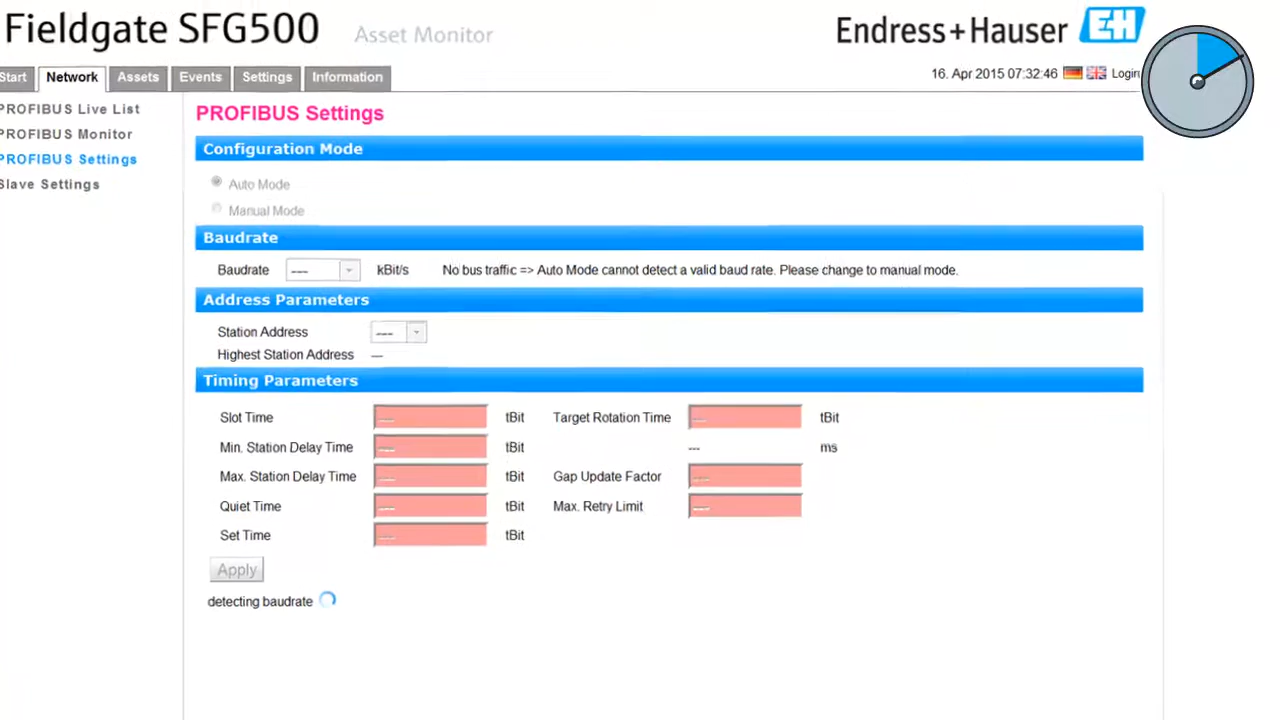 Fieldgate SFG500 Asset Monitor
Endress+Hauser EH
Start Network Assets Events Settings Information
16. Apr 2015 07:32:46 Login
PROFIBUS Live List
PROFIBUS Monitor
PROFIBUS Settings
Slave Settings
PROFIBUS Settings
Configuration Mode
Auto Mode
Manual Mode
Baudrate
Baudrate --- kBit/s No bus traffic => Auto Mode cannot detect a valid baud rate. Please change to manual mode.
Address Parameters
Station Address ---
Highest Station Address ---
Timing Parameters
Slot Time --- tBit Target Rotation Time --- tBit
Min. Station Delay Time --- tBit --- ms
Max. Station Delay Time --- tBit Gap Update Factor ---
Quiet Time --- tBit Max. Retry Limit ---
Set Time --- tBit
Apply
detecting baudrate